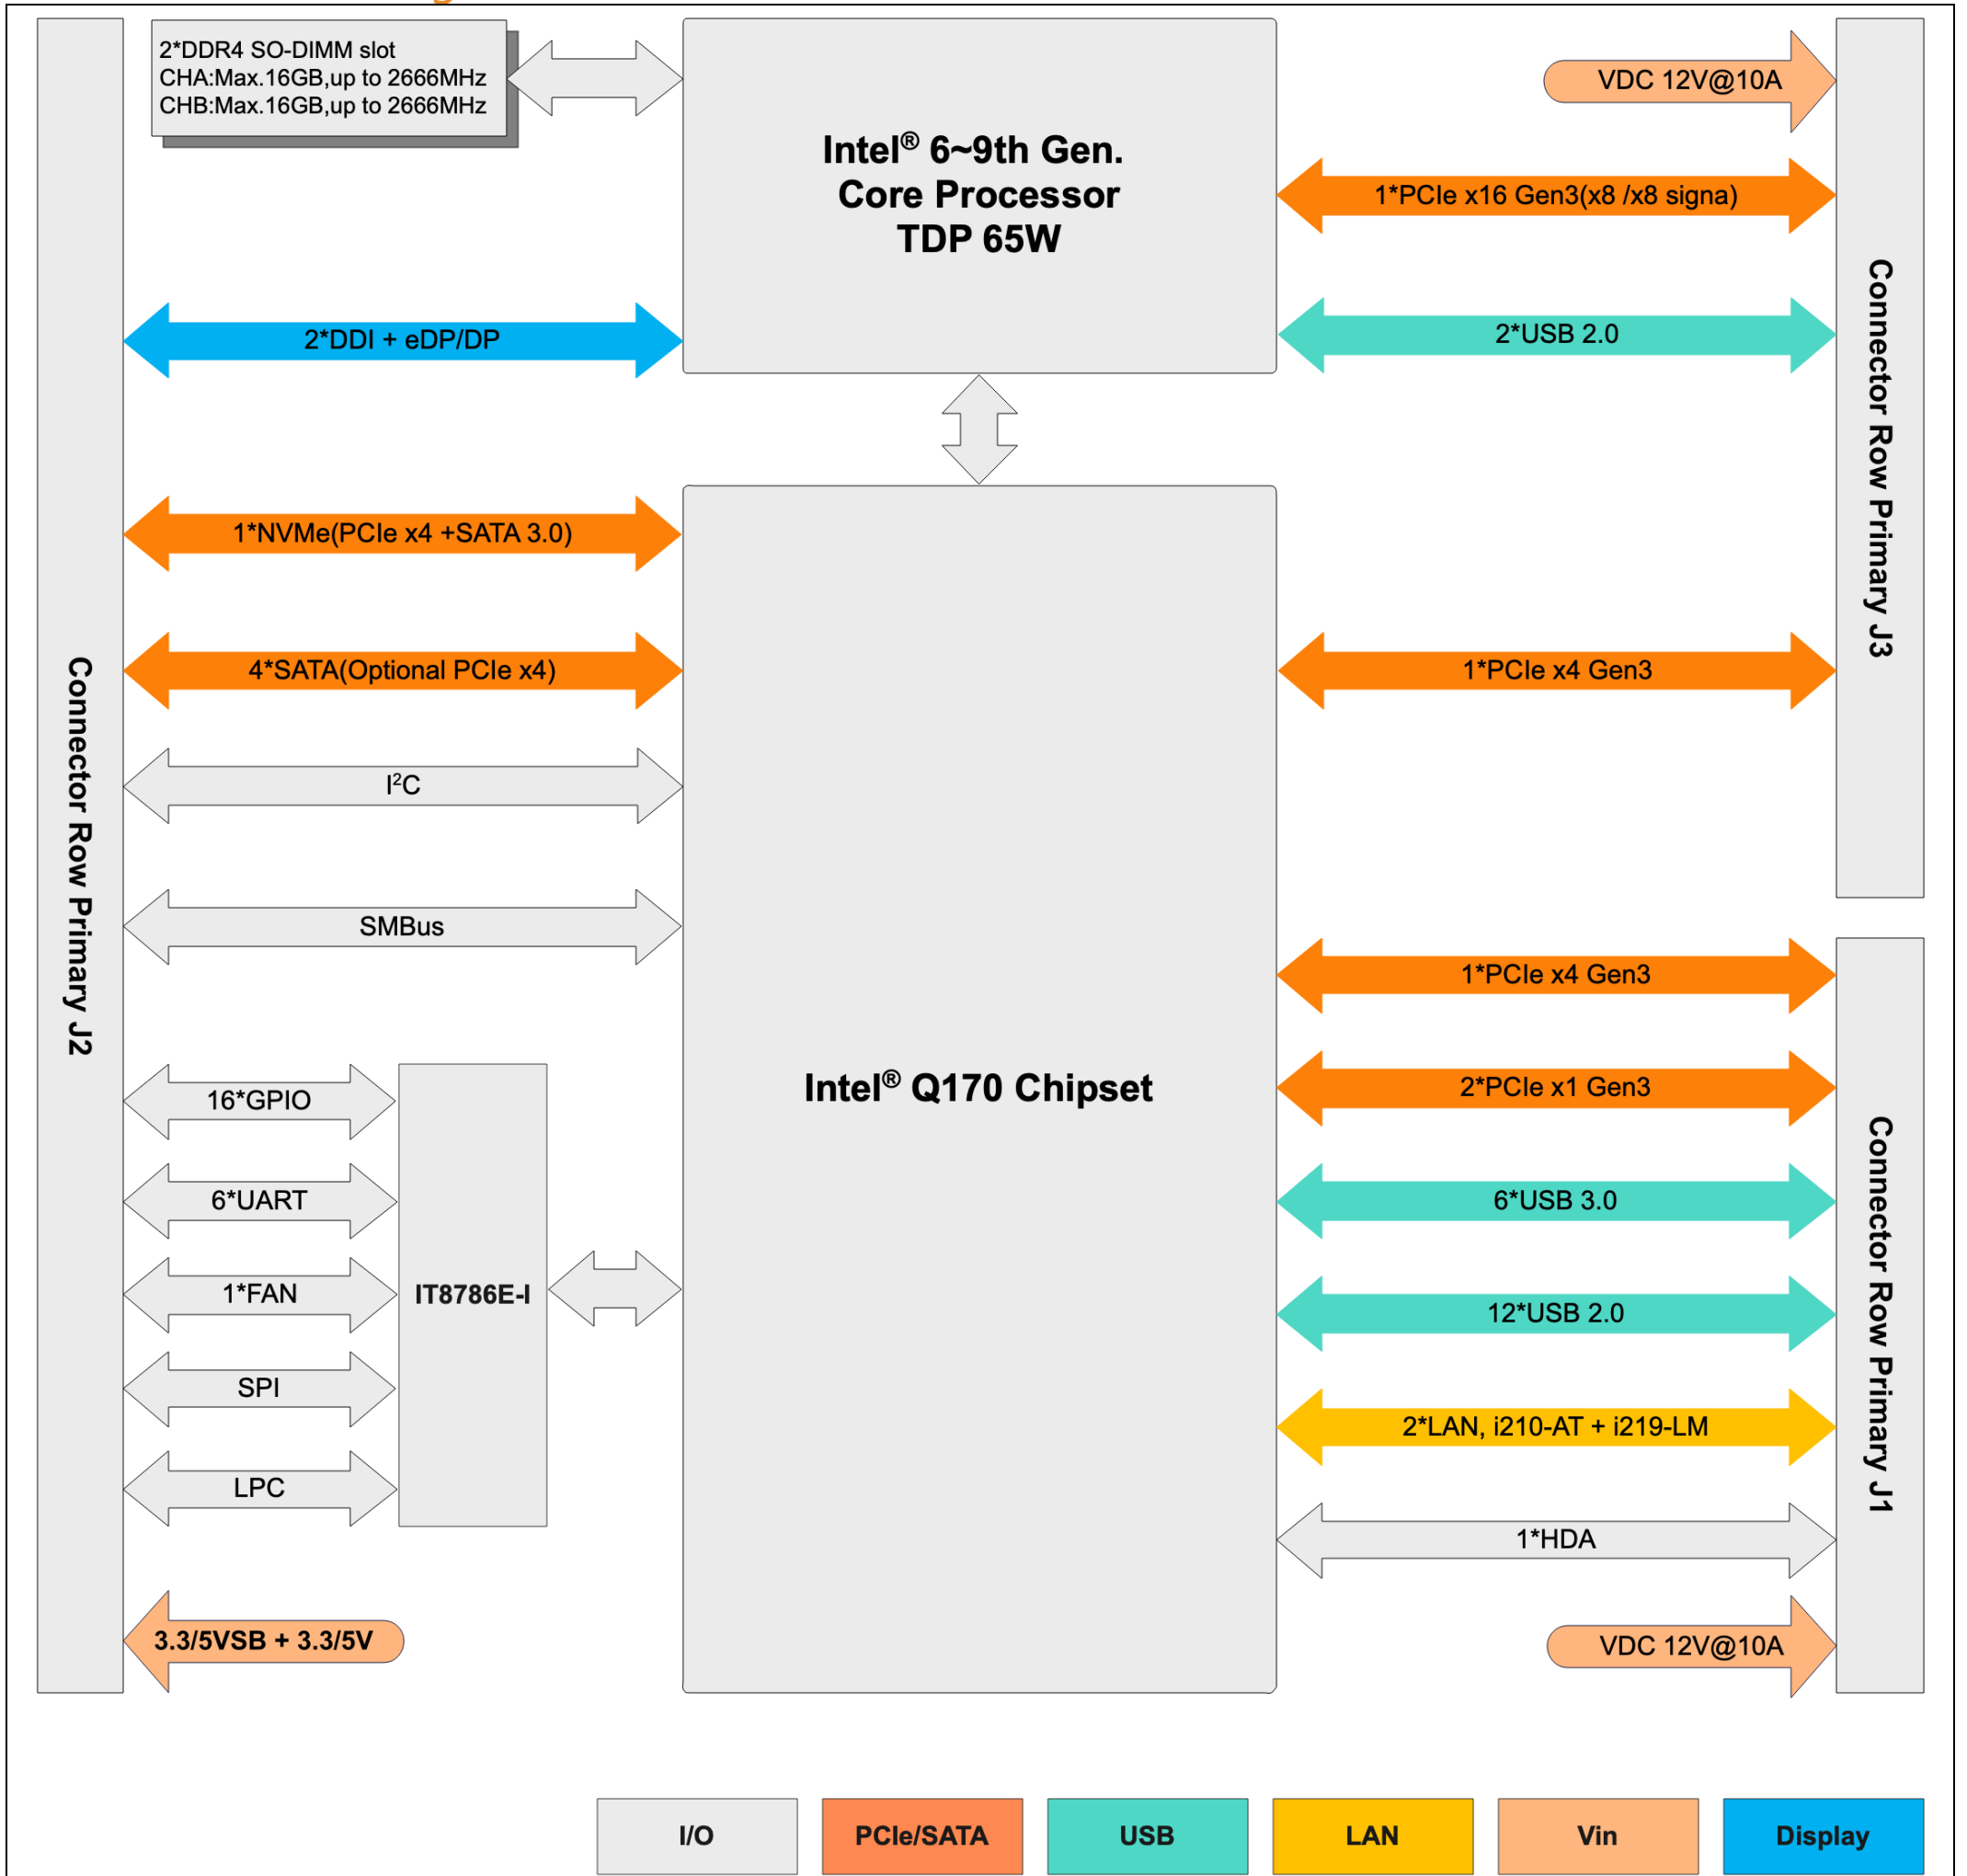 2*DDR4 SO-DIMM slot
CHA:Max.16GB,up to 2666MHz
CHB:Max.16GB,up to 2666MHz
Intel® 6~9th Gen.
Core Processor
TDP 65W
VDC 12V@10A
1*PCIe x16 Gen3(x8 /x8 signa)
2*DDI + eDP/DP
2*USB 2.0
Connector Row Primary J3
1*NVMe(PCIe x4 +SATA 3.0)
4*SATA(Optional PCIe x4)
1*PCIe x4 Gen3
I²C
SMBus
Connector Row Primary J2
Intel® Q170 Chipset
1*PCIe x4 Gen3
2*PCIe x1 Gen3
6*USB 3.0
12*USB 2.0
2*LAN, i210-AT + i219-LM
1*HDA
VDC 12V@10A
Connector Row Primary J1
16*GPIO
6*UART
1*FAN
SPI
LPC
IT8786E-I
3.3/5VSB + 3.3/5V
I/O
PCIe/SATA
USB
LAN
Vin
Display